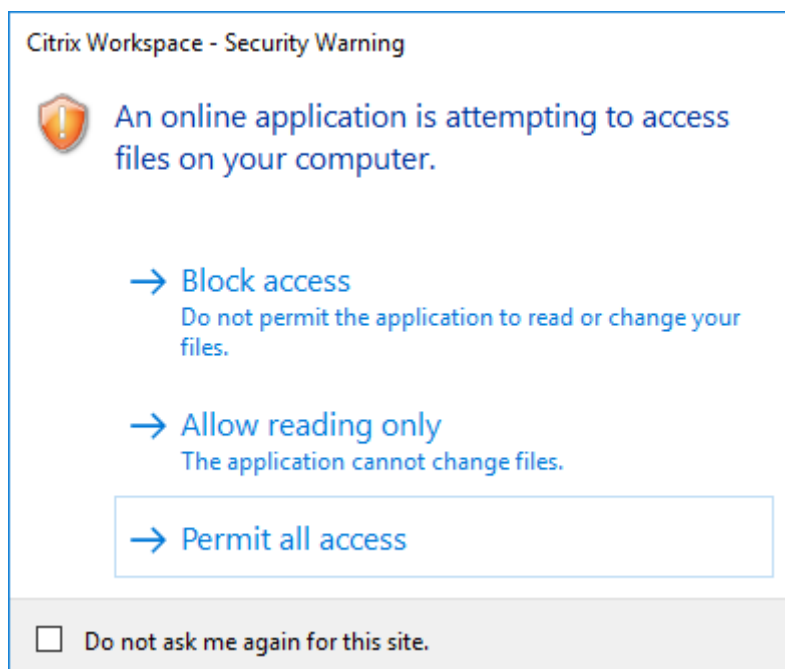 Citrix Workspace - Security Warning
An online application is attempting to access
files on your computer.
Block access
Do not permit the application to read or change your
files.
Allow reading only
The application cannot change files.
Permit all access
Do not ask me again for this site.